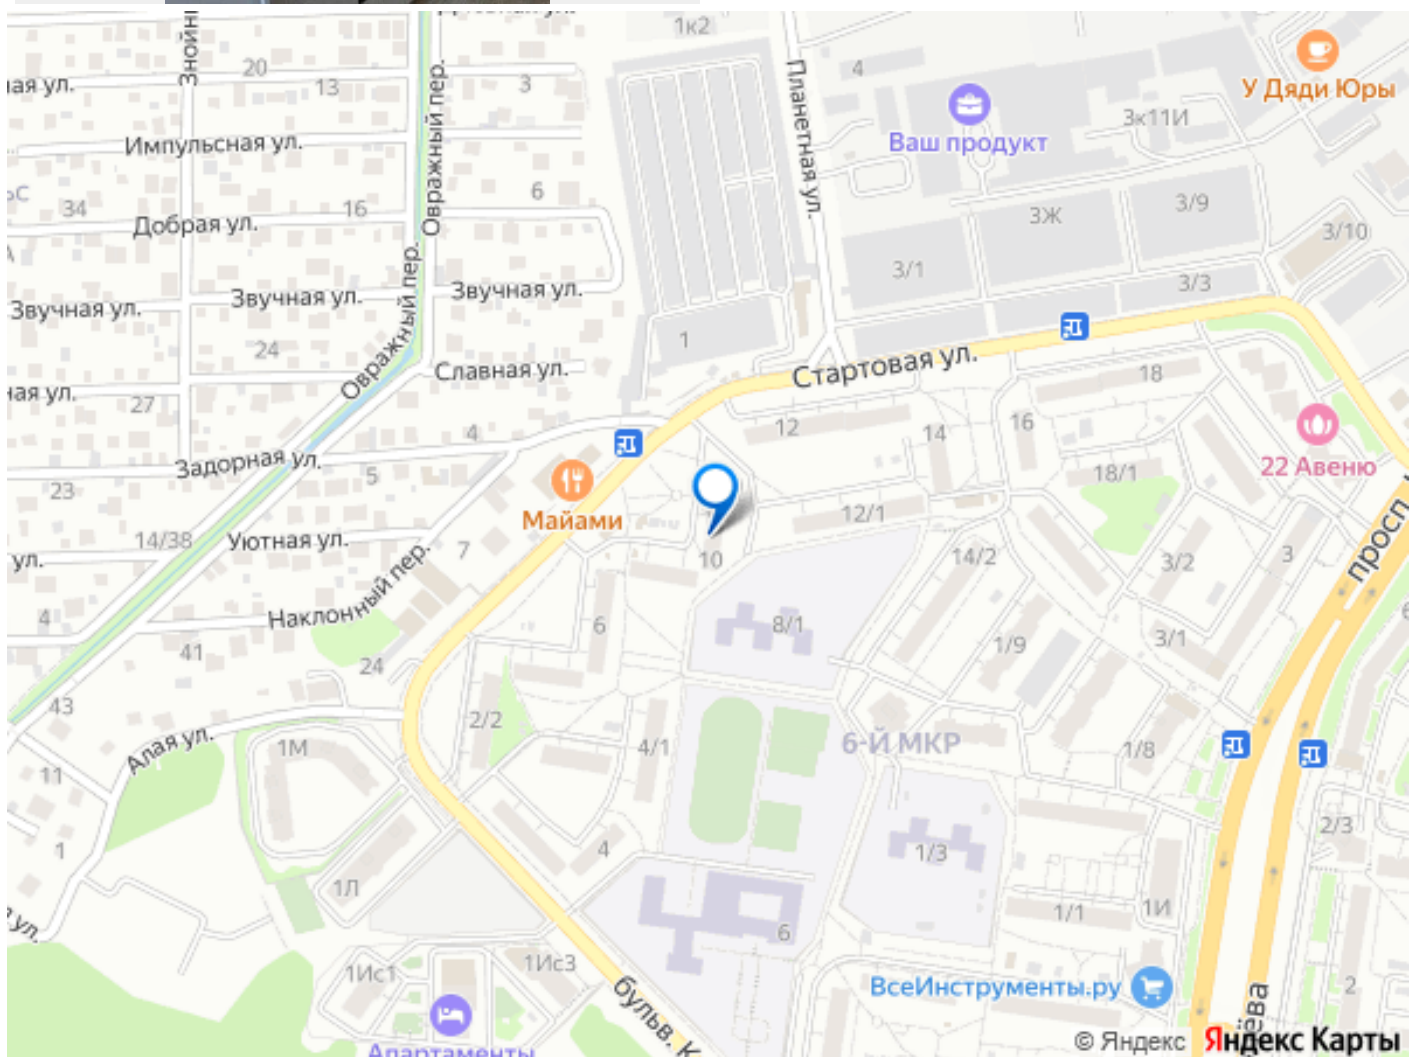 1к2
Знойн
20
ая ул.
13
Овражный пер.
3
Планетная ул.
4
У Дяди Юры
Ваш продукт
3к11И
Импульсная ул.
6
34
16
Добрая ул.
3Ж
3/9
3/10
3/1
3/3
Звучная ул.
Звучная ул.
Звучная ул.
Овражный пер.
24
1
Славная ул.
Стартовая ул.
18
27
ая ул.
4
12
14
16
Задорная ул.
5
23
18/1
22 Авеню
Майами
12/1
14/38
Уютная ул.
7
10
14/2
3/2
3
просп.
ул.
4
Наклонный пер.
6
8/1
1/9
3/1
41
24
43
2/2
4/1
6-Й МКР
1/8
Алая ул.
1М
11
1
4
1/3
2/3
1Л
1/1
1И
ул.
6
1Ис1
1Ис3
ВсеИнструменты.ру
2
бульв. К
ёва
Апартаменты
© Яндекс Яндекс Карты